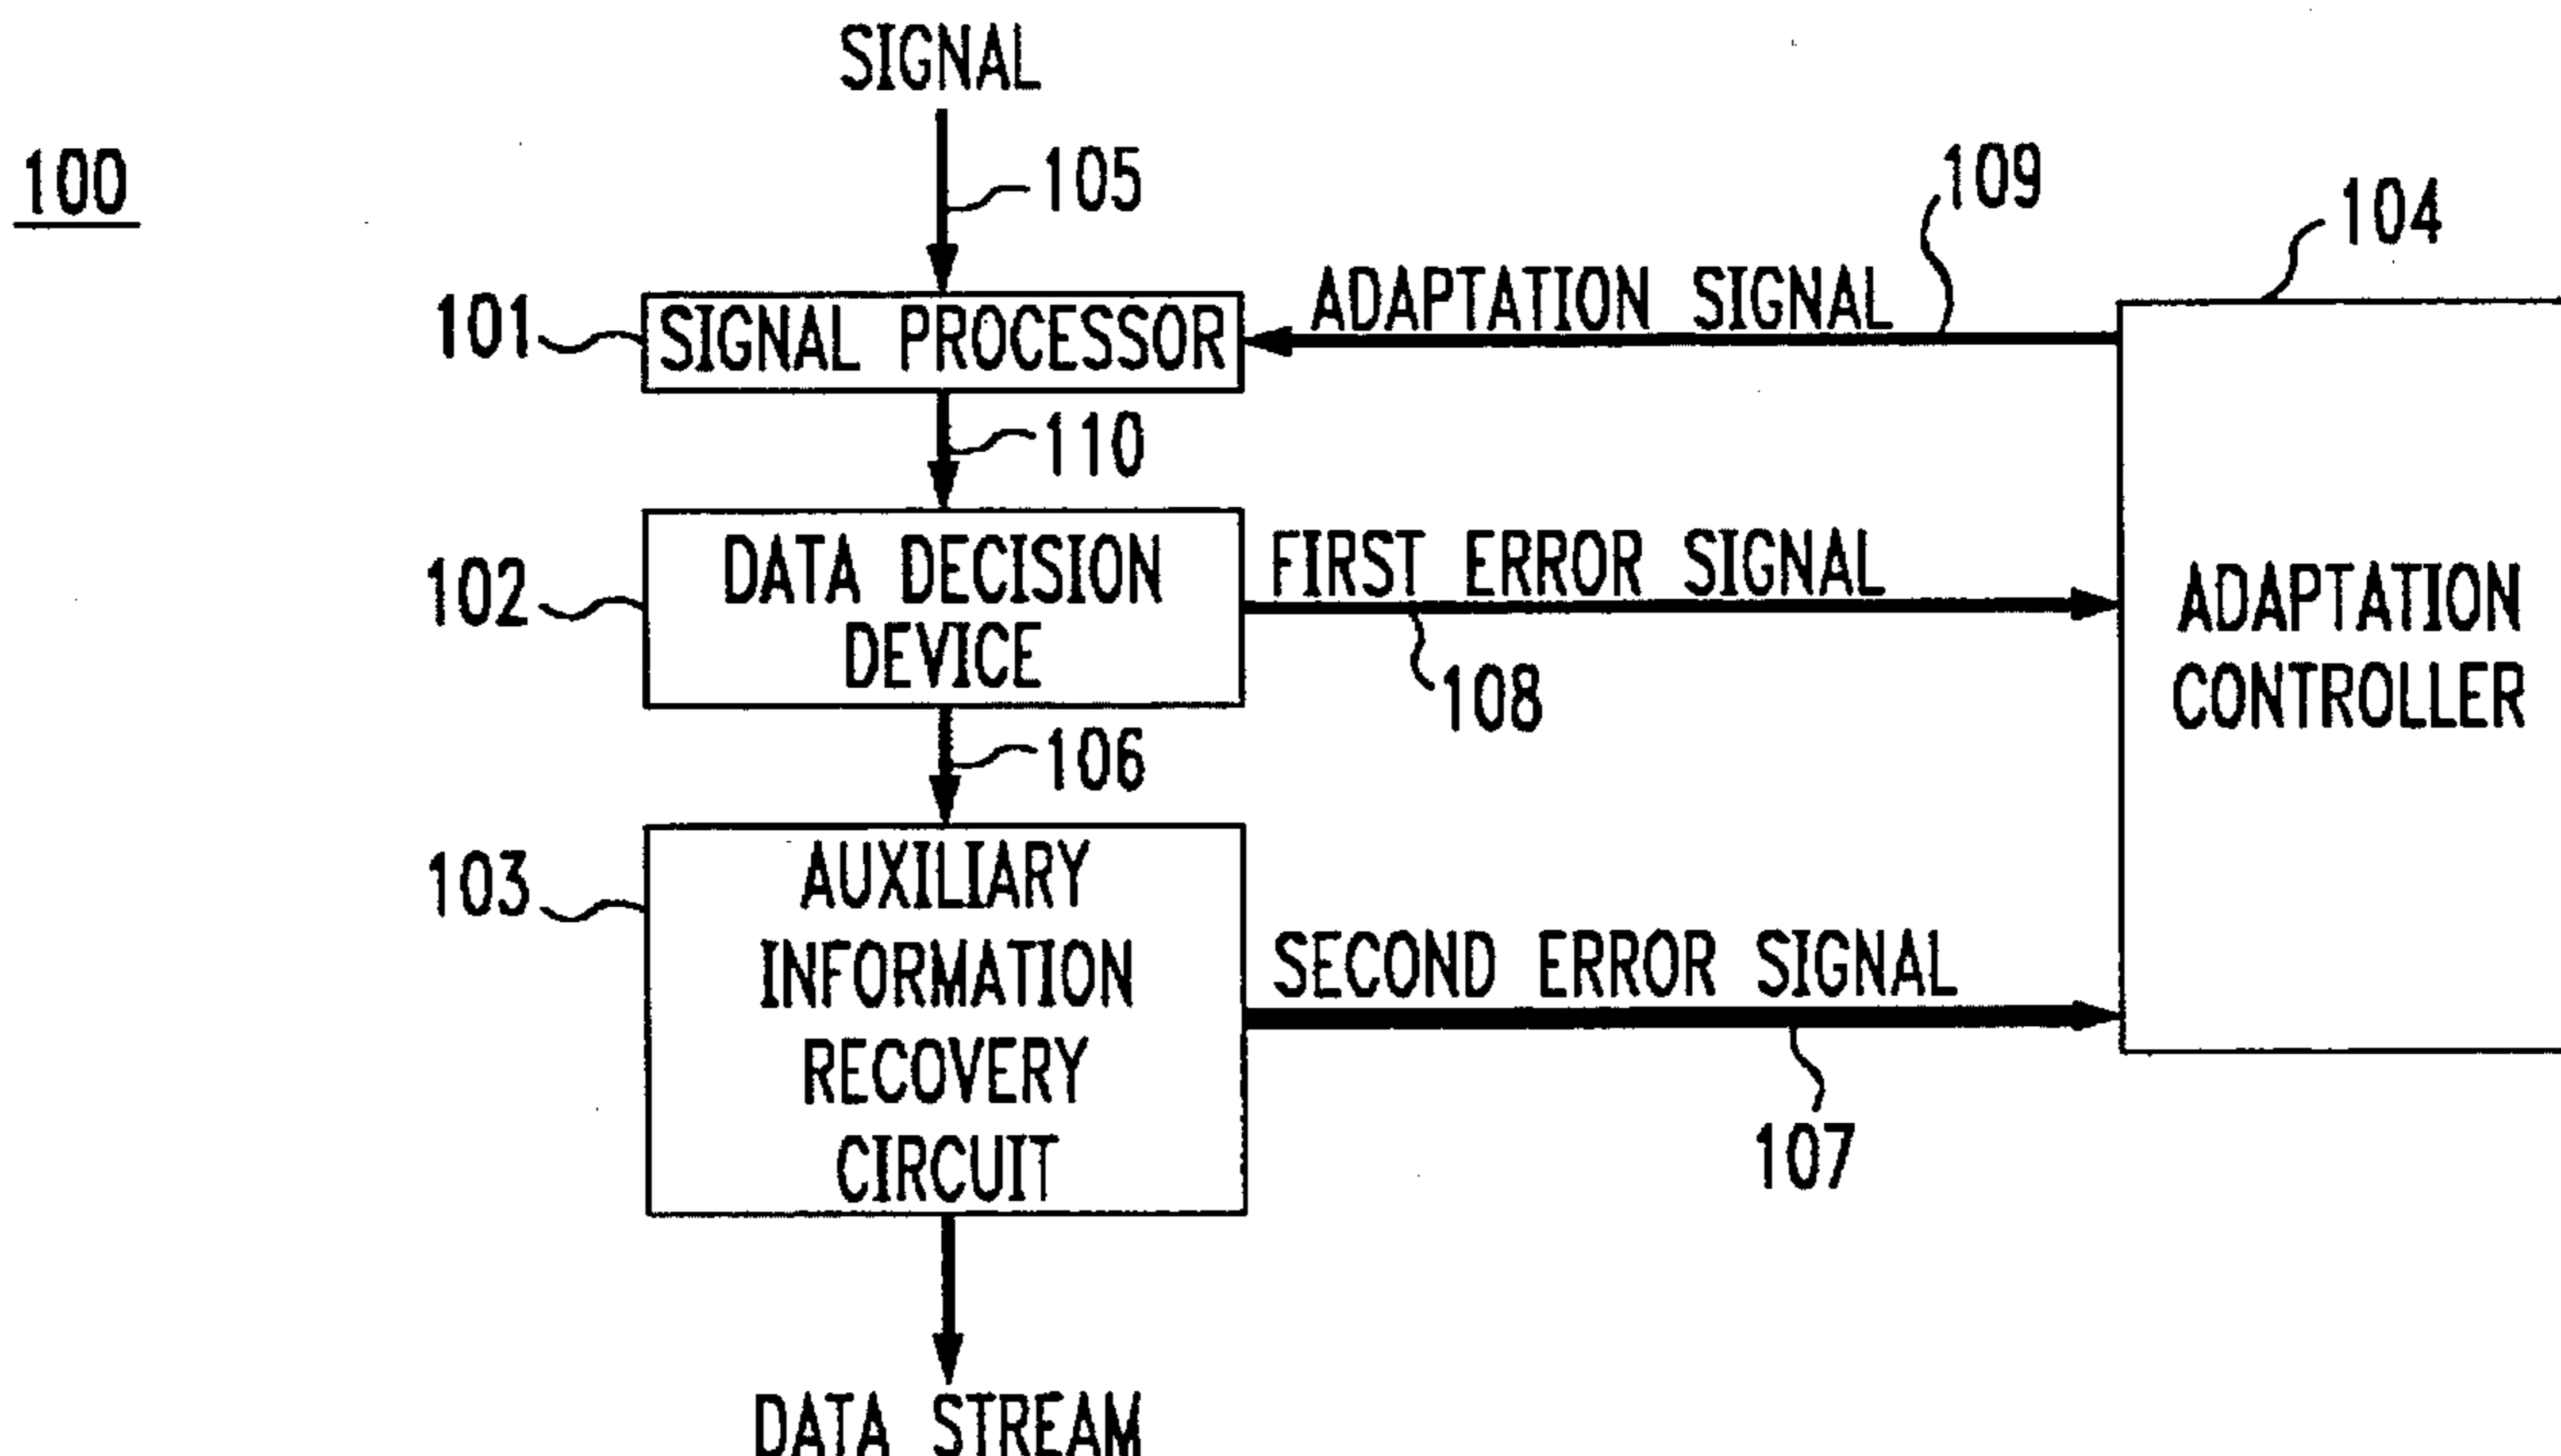 SIGNAL
100
105
109
104
101
SIGNAL PROCESSOR
ADAPTATION SIGNAL
110
102
DATA DECISION
DEVICE
FIRST ERROR SIGNAL
108
ADAPTATION
CONTROLLER
106
103
AUXILIARY
INFORMATION
RECOVERY
CIRCUIT
SECOND ERROR SIGNAL
107
DATA STREAM